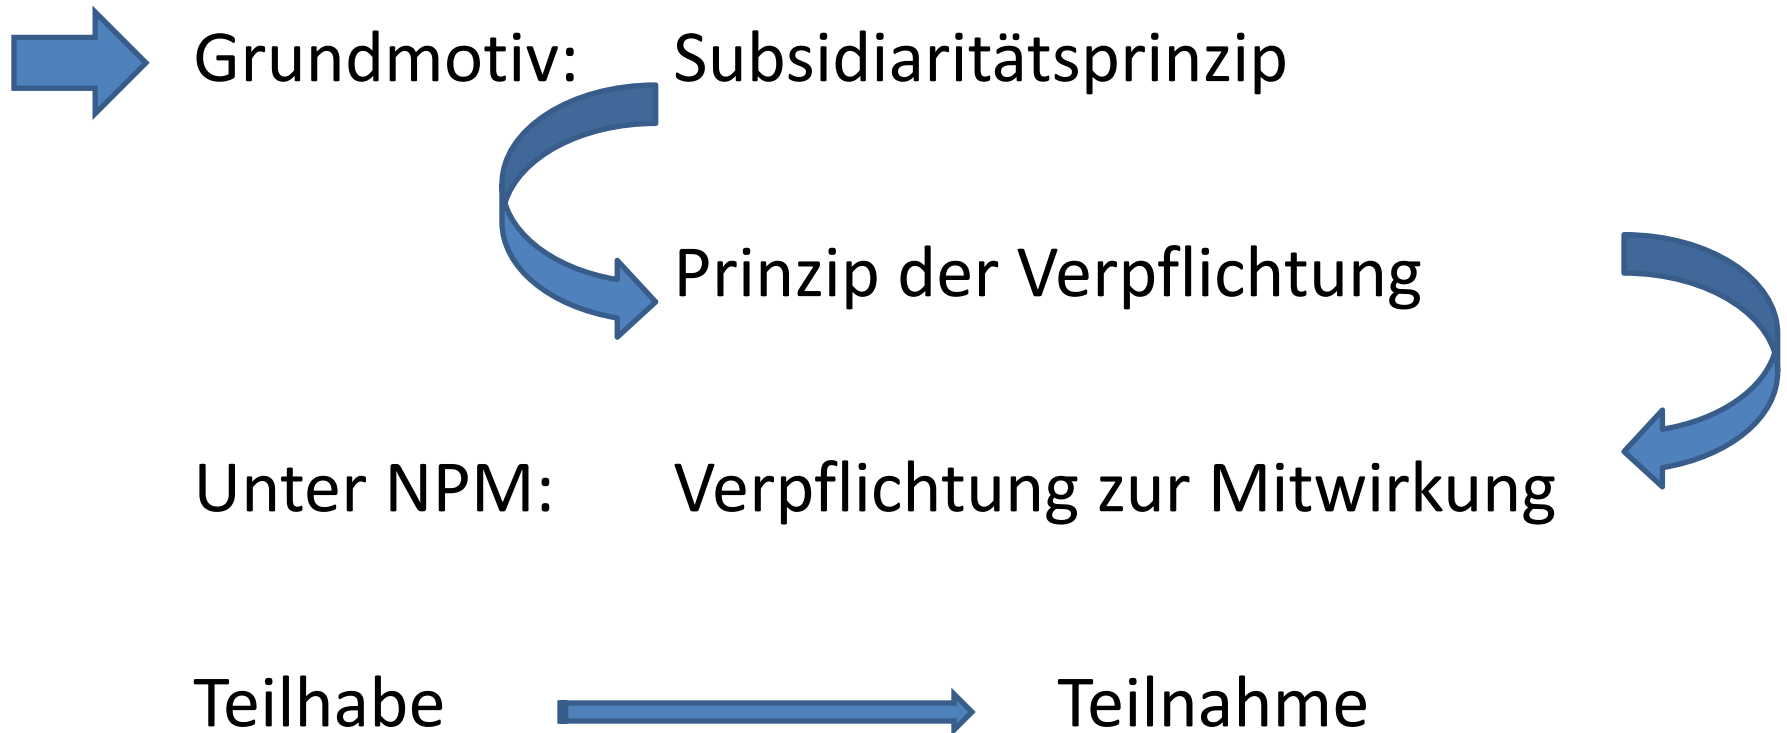 Grundmotiv: Subsidiaritätsprinzip
Prinzip der Verpflichtung
Unter NPM: Verpflichtung zur Mitwirkung
Teilhabe Teilnahme